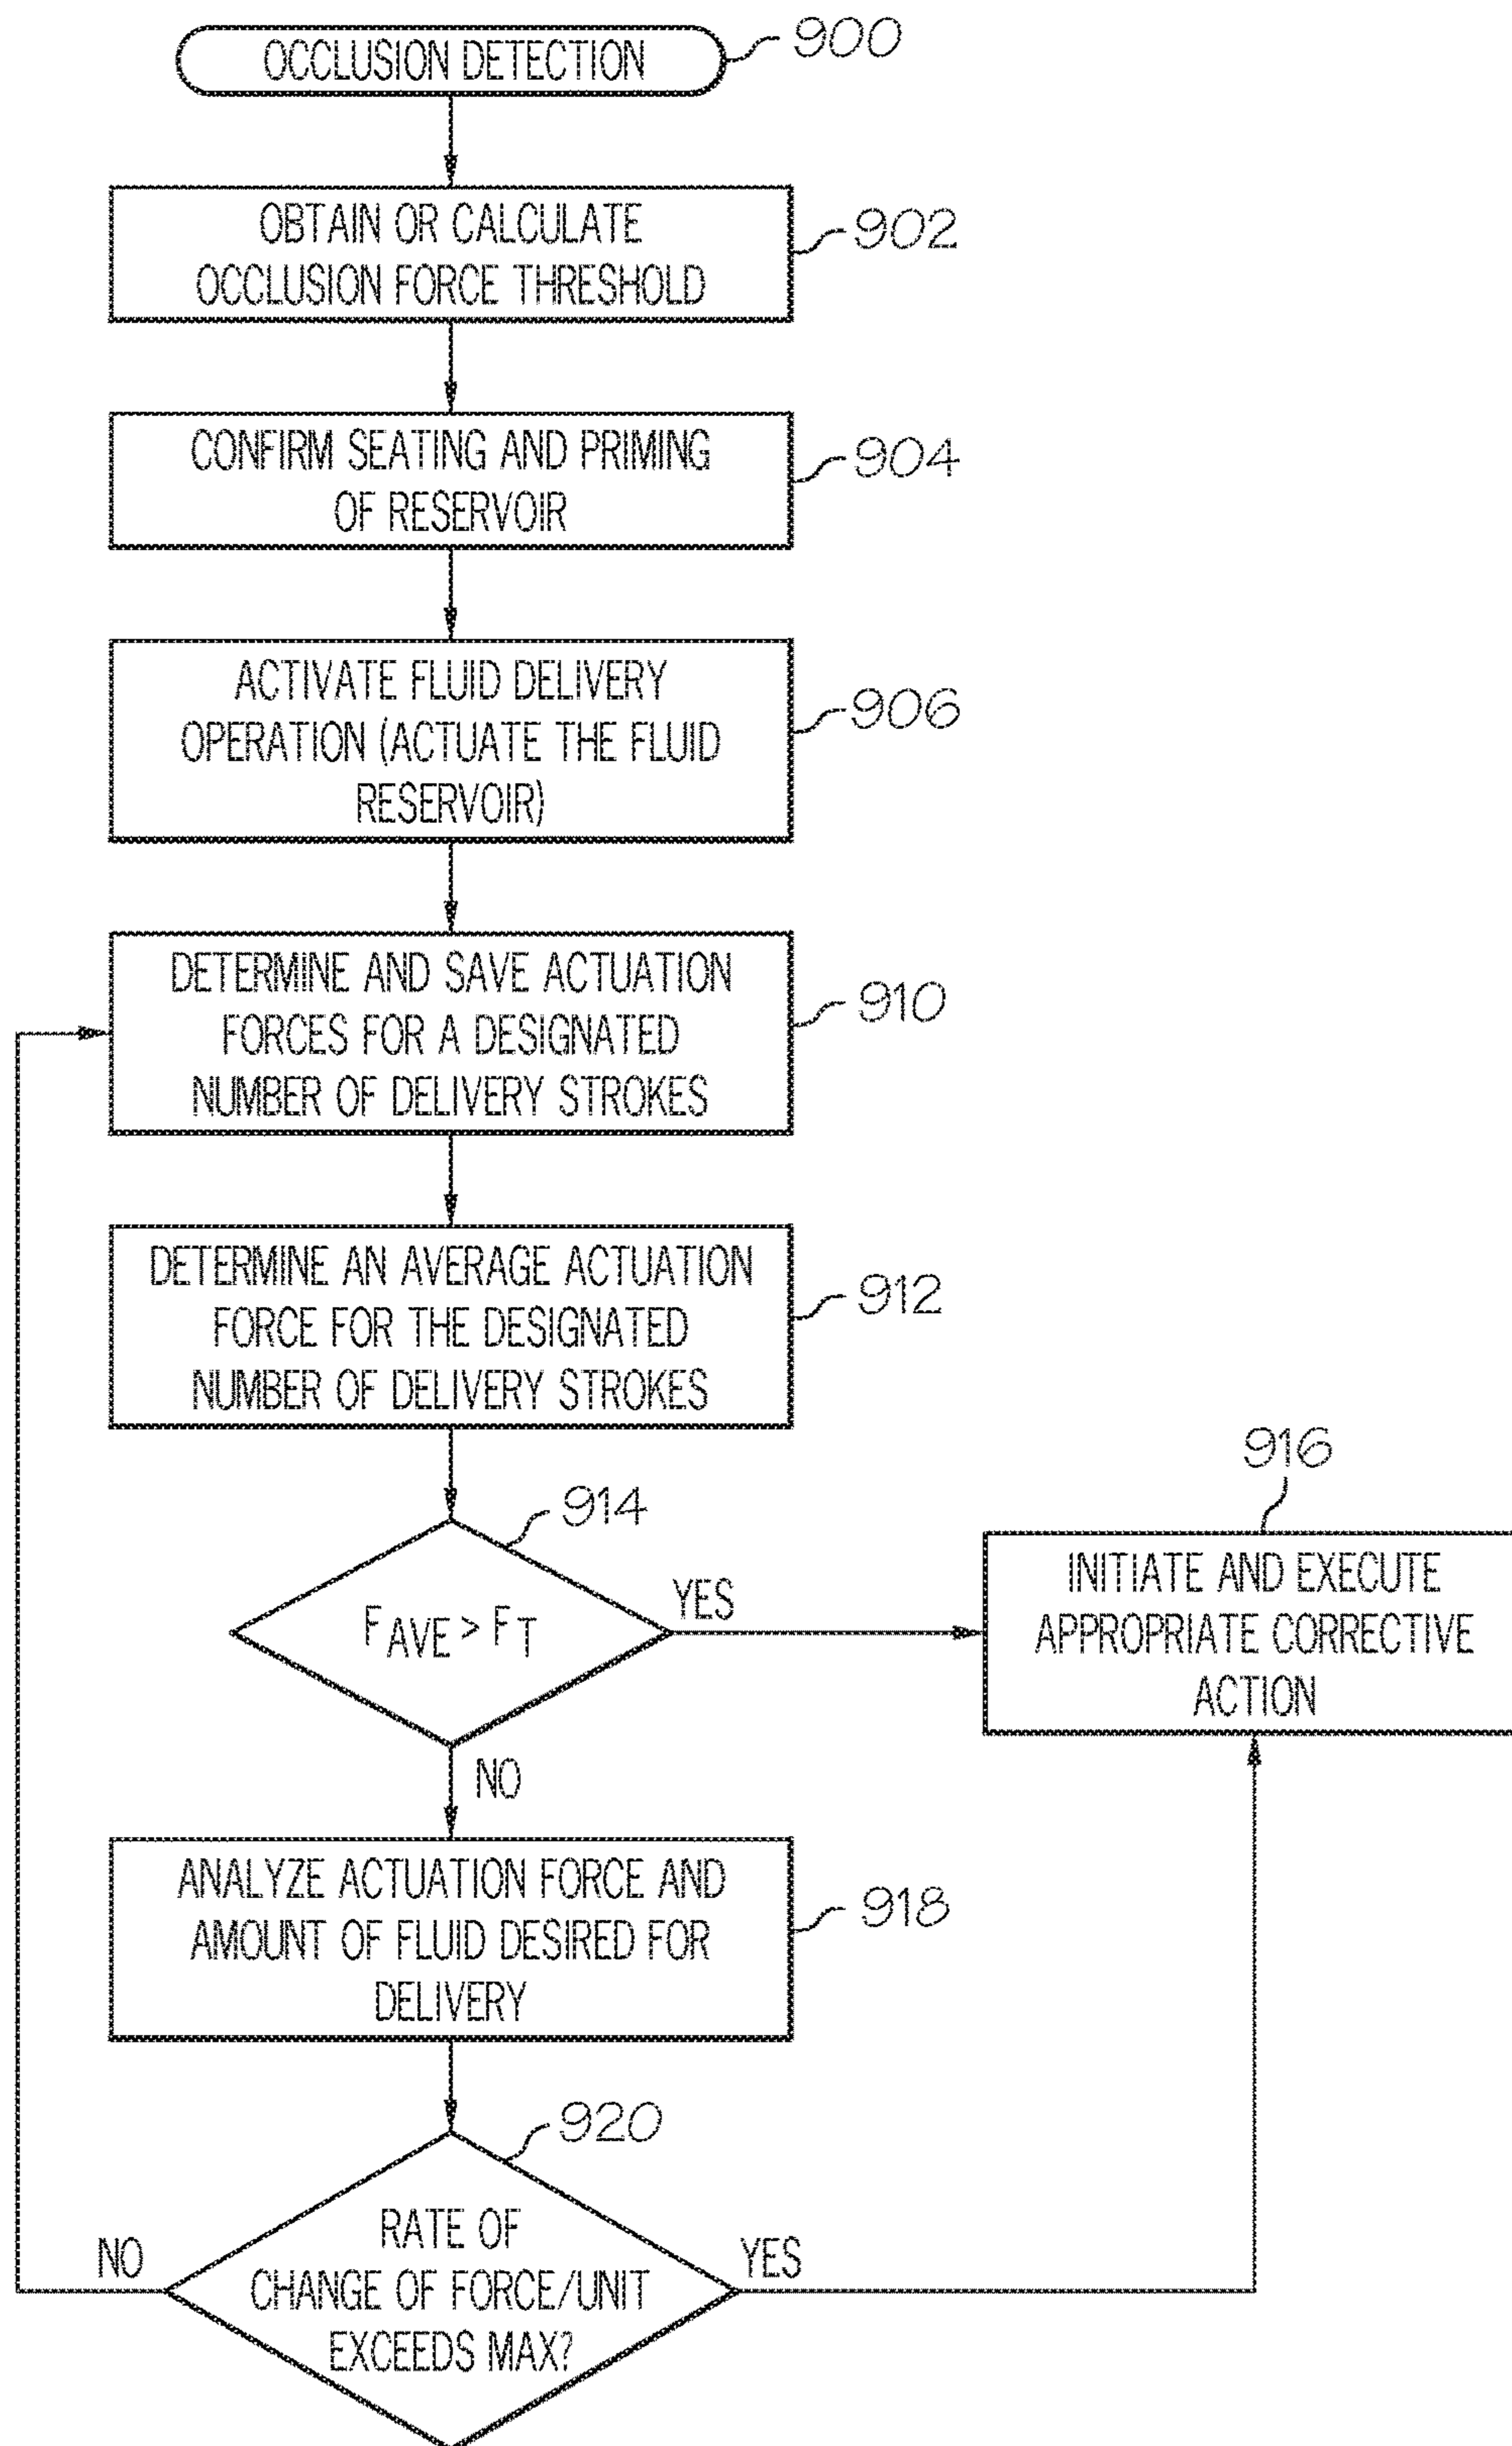 OCCLUSION DETECTION
900
OBTAIN OR CALCULATE
OCCLUSION FORCE THRESHOLD
902
CONFIRM SEATING AND PRIMING
OF RESERVOIR
904
ACTIVATE FLUID DELIVERY
OPERATION (ACTUATE THE FLUID
RESERVOIR)
906
DETERMINE AND SAVE ACTUATION
FORCES FOR A DESIGNATED
NUMBER OF DELIVERY STROKES
910
DETERMINE AN AVERAGE ACTUATION
FORCE FOR THE DESIGNATED
NUMBER OF DELIVERY STROKES
912
914
FAVE > FT
YES
NO
916
INITIATE AND EXECUTE
APPROPRIATE CORRECTIVE
ACTION
ANALYZE ACTUATION FORCE AND
AMOUNT OF FLUID DESIRED FOR
DELIVERY
918
920
RATE OF
CHANGE OF FORCE/UNIT
EXCEEDS MAX?
NO
YES